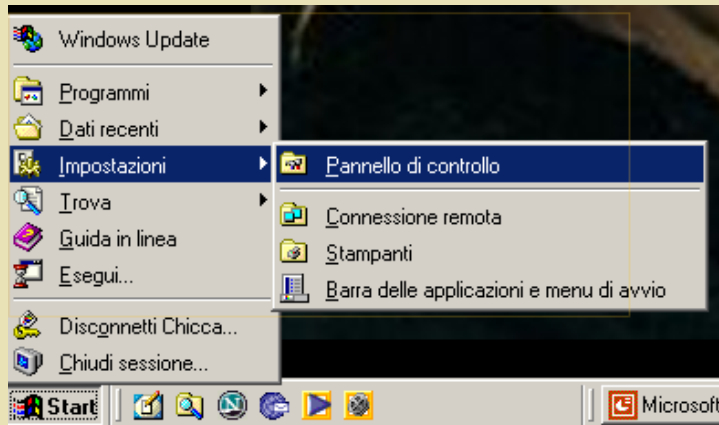 Windows Update
Programmi
Dati recenti
Impostazioni
Trova
Guida in linea
Esegui...
Disconnetti Chicca...
Chiudi sessione...
Pannello di controllo
Connessione remota
Stampanti
Barra delle applicazioni e menu di avvio
Start
Microsoft